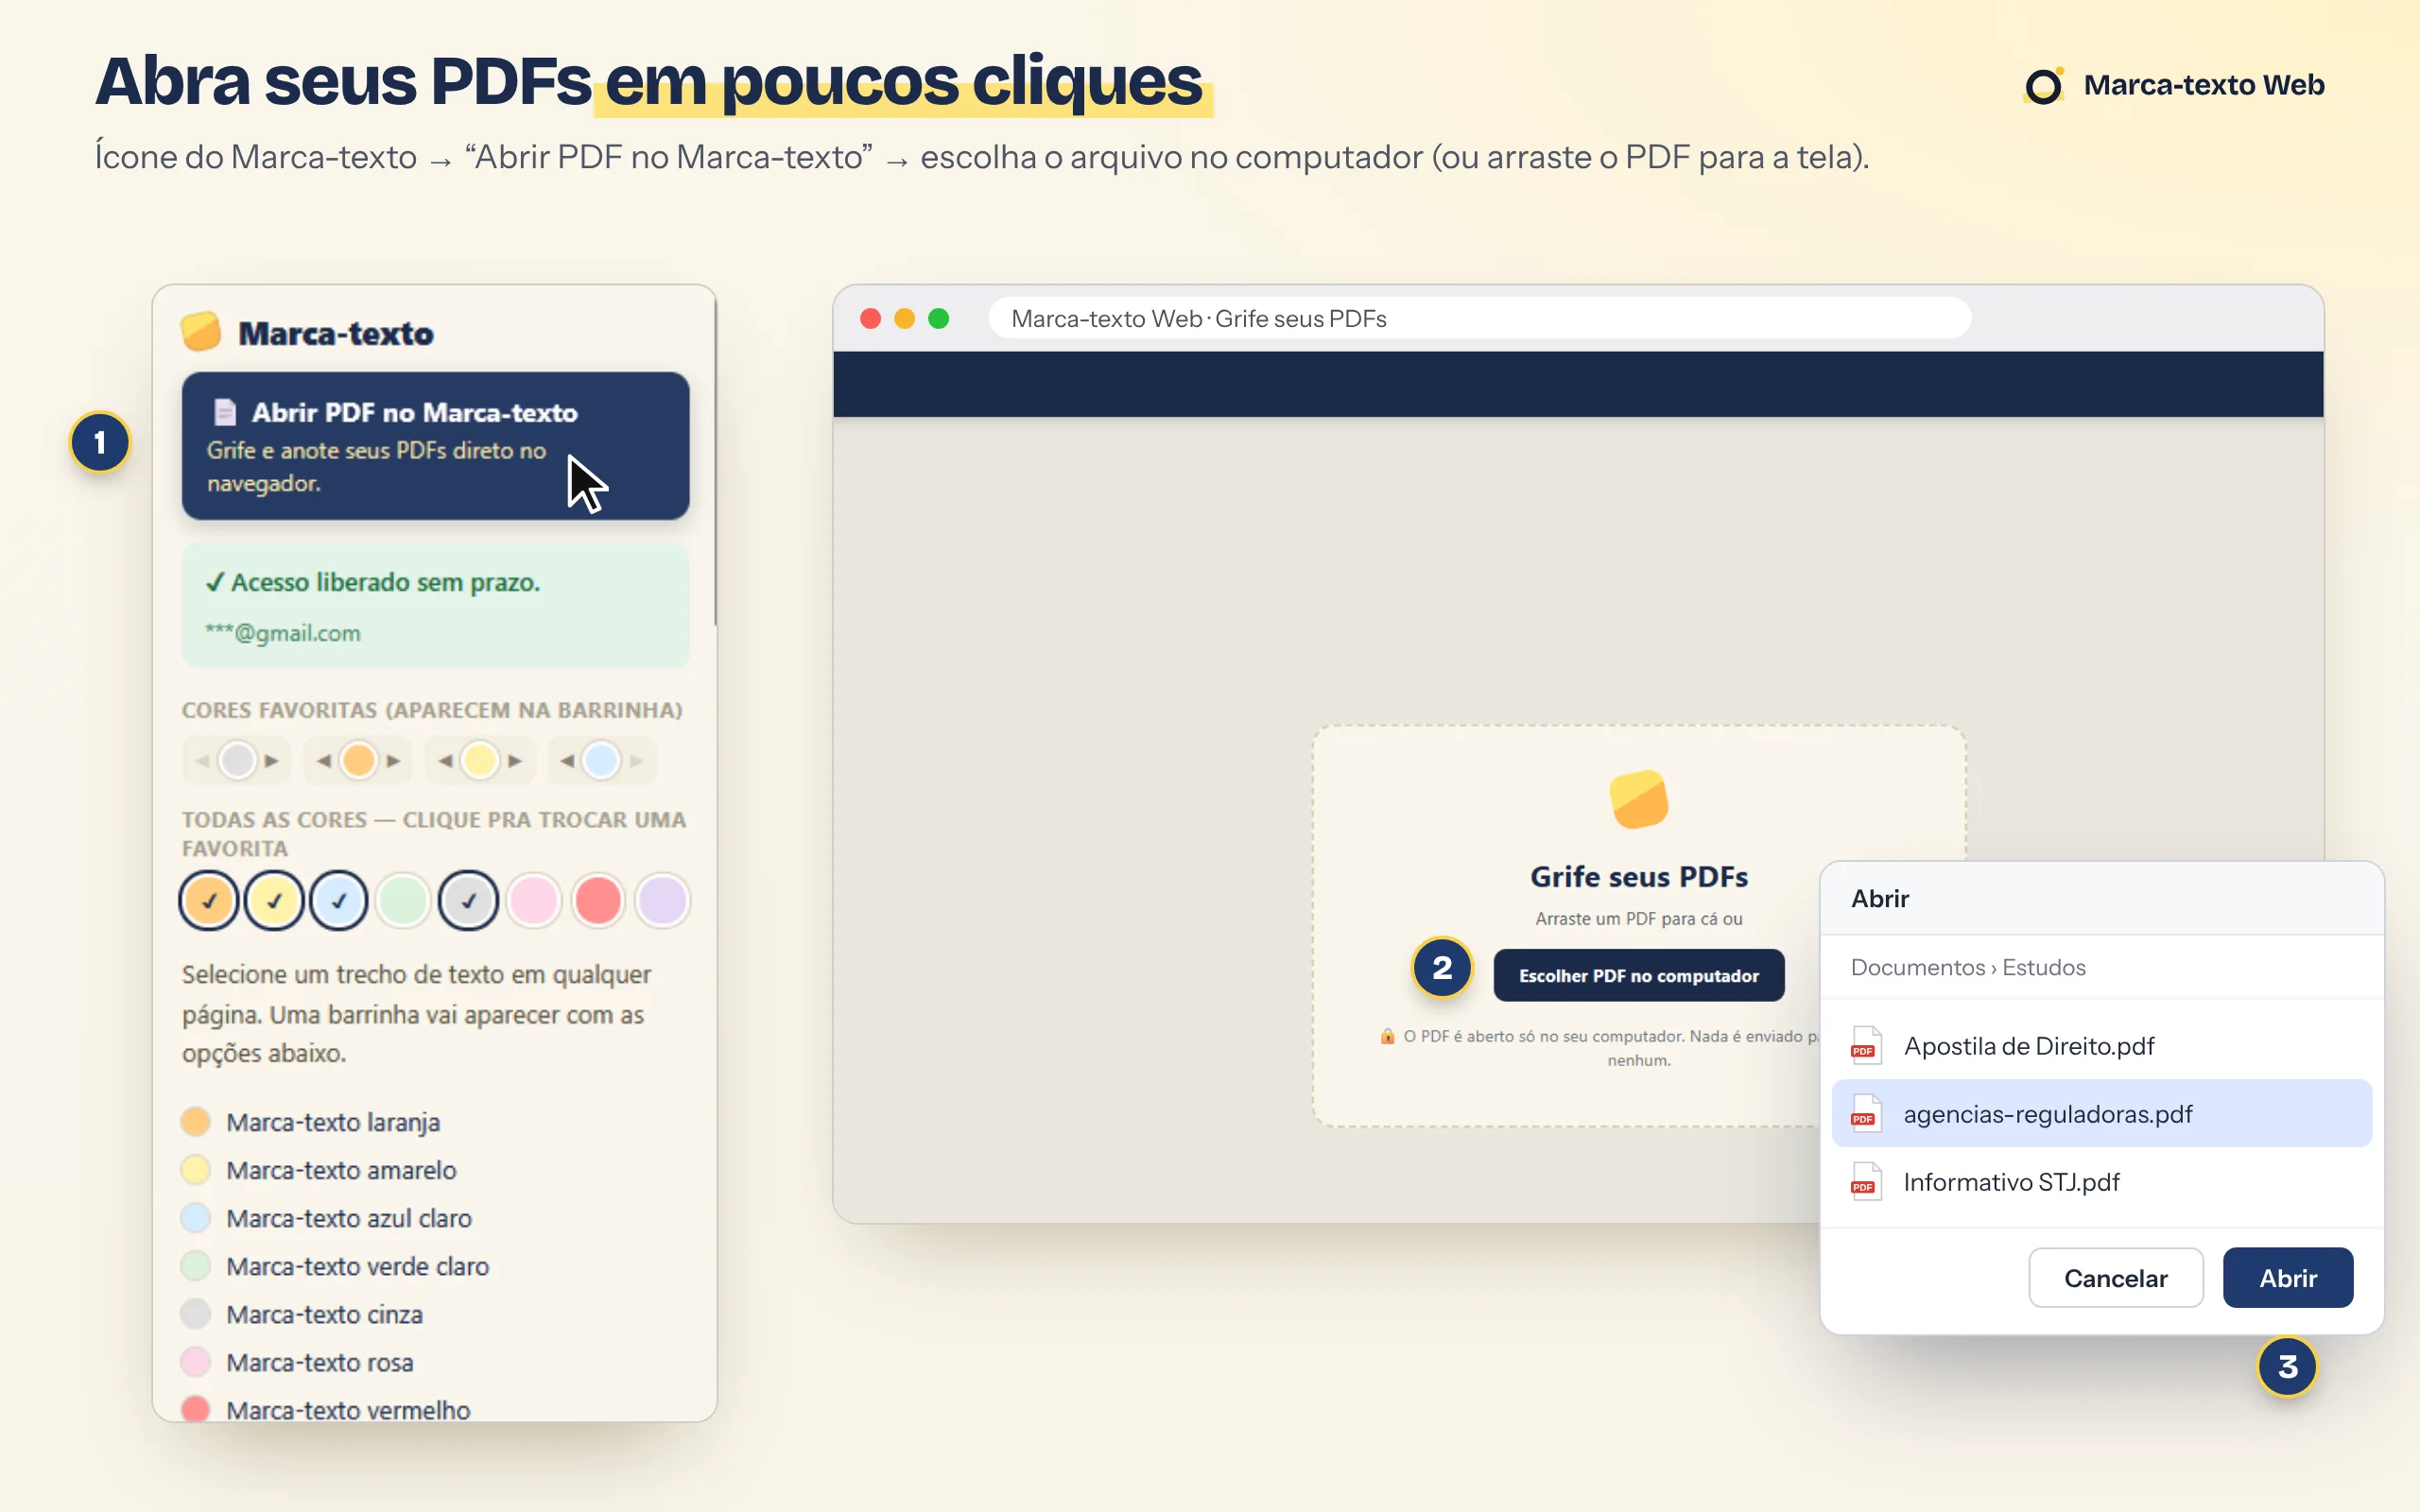 Abra seus PDFs em poucos cliques
Marca-texto Web
Ícone do Marca-texto → “Abrir PDF no Marca-texto” → escolha o arquivo no computador (ou arraste o PDF para a tela).
1
Marca-texto
Abrir PDF no Marca-texto
Grife e anote seus PDFs direto no
navegador.
✓ Acesso liberado sem prazo.
***@gmail.com
CORES FAVORITAS (APARECEM NA BARRINHA)
TODAS AS CORES — CLIQUE PRA TROCAR UMA
FAVORITA
Selecione um trecho de texto em qualquer
página. Uma barrinha vai aparecer com as
opções abaixo.
Marca-texto laranja
Marca-texto amarelo
Marca-texto azul claro
Marca-texto verde claro
Marca-texto cinza
Marca-texto rosa
Marca-texto vermelho
Marca-texto Web · Grife seus PDFs
Grife seus PDFs
Arraste um PDF para cá ou
2
Escolher PDF no computador
O PDF é aberto só no seu computador. Nada é enviado
nenhum.
Abrir
Documentos › Estudos
PDF Apostila de Direito.pdf
PDF agencias-reguladoras.pdf
PDF Informativo STJ.pdf
Cancelar
Abrir
3